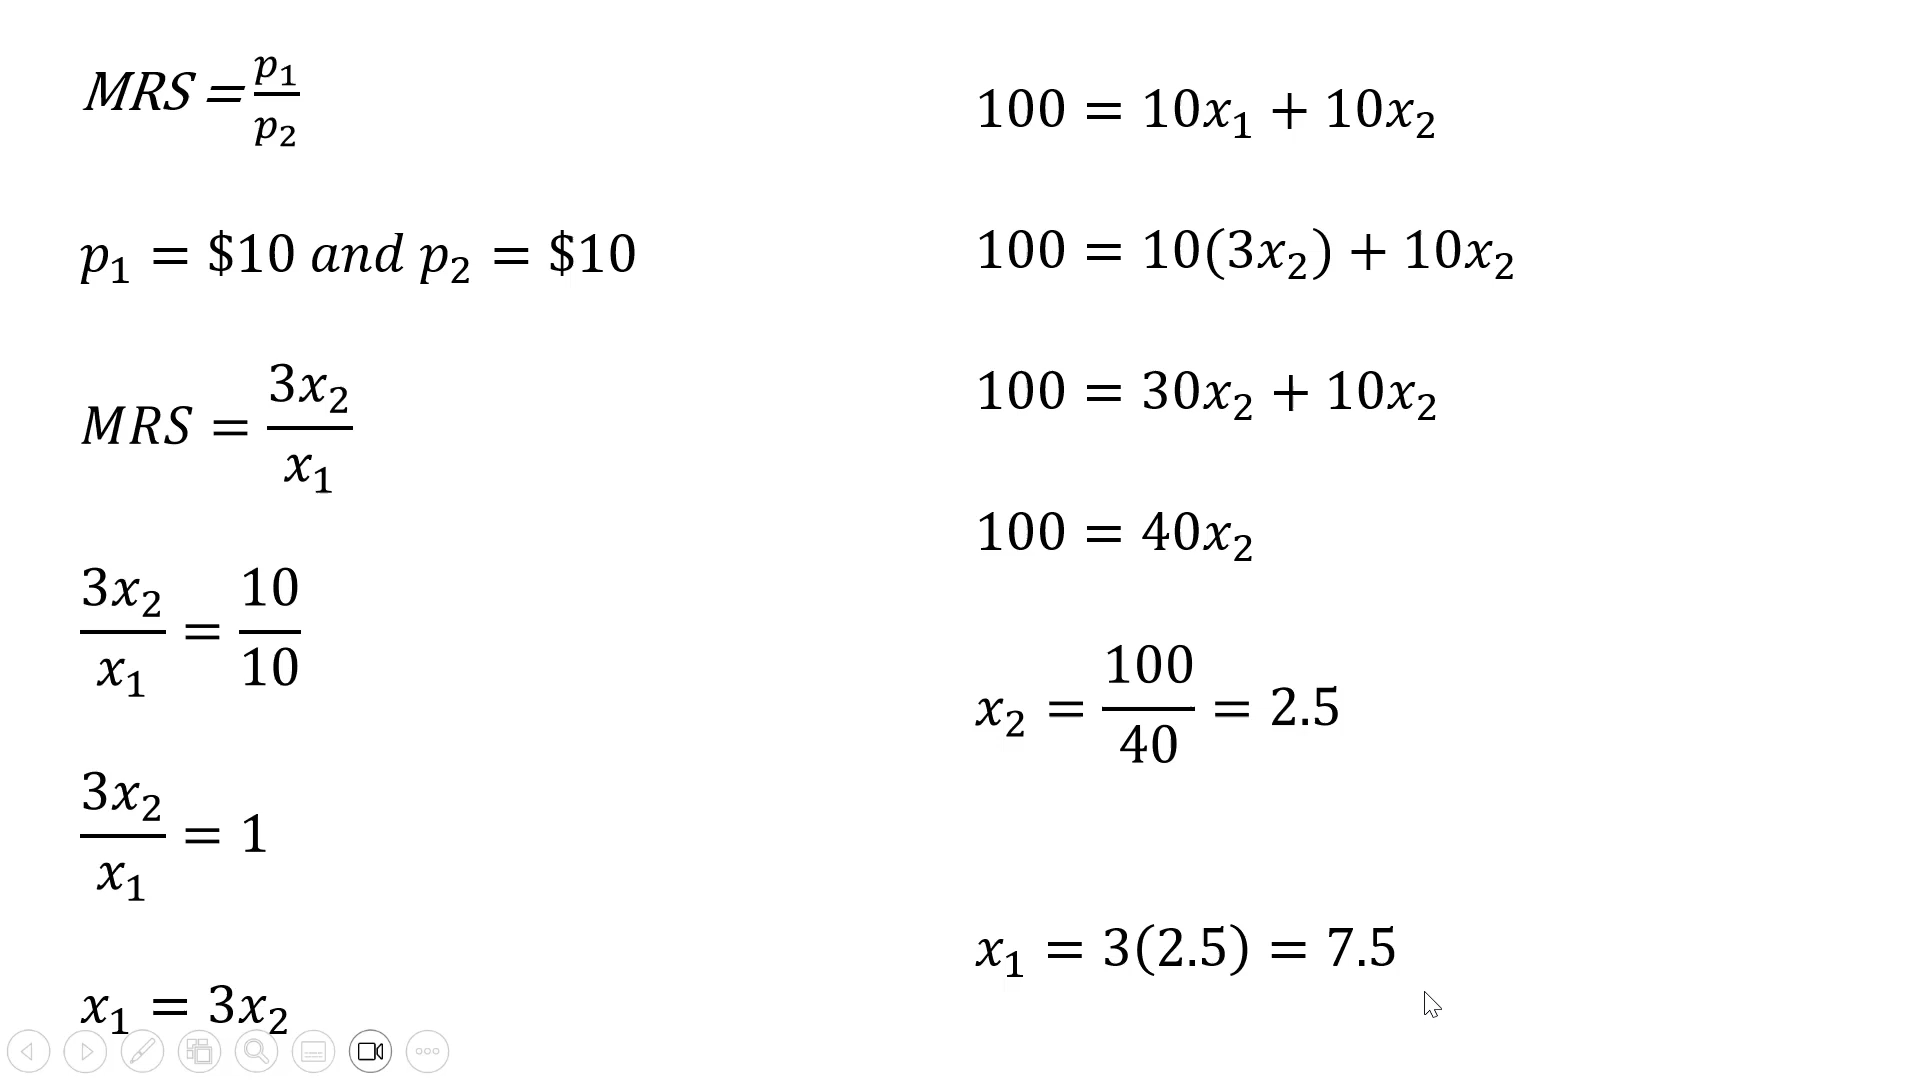 MRS = p₁/p₂
p₁ = $10 and p₂ = $10
MRS = 3x₂/x₁
3x₂/x₁ = 10/10
3x₂/x₁ = 1
x₁ = 3x₂
100 = 10x₁ + 10x₂
100 = 10(3x₂) + 10x₂
100 = 30x₂ + 10x₂
100 = 40x₂
x₂ = 100/40 = 2.5
x₁ = 3(2.5) = 7.5